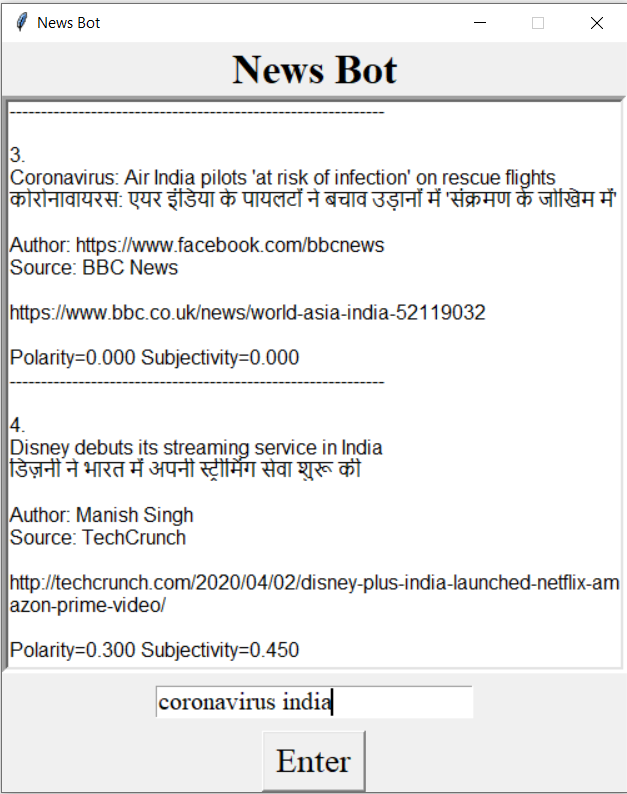 News Bot
News Bot
------------------------------------------------------------
3.
Coronavirus: Air India pilots 'at risk of infection' on rescue flights
कोरोनावायरस: एयर इंडिया के पायलटों ने बचाव उड़ानों में 'संक्रमण के जोखिम में'
Author: https://www.facebook.com/bbcnews
Source: BBC News
https://www.bbc.co.uk/news/world-asia-india-52119032
Polarity=0.000 Subjectivity=0.000
------------------------------------------------------------
4.
Disney debuts its streaming service in India
डिज़नी ने भारत में अपनी स्ट्रीमिंग सेवा शुरू की
Author: Manish Singh
Source: TechCrunch
http://techcrunch.com/2020/04/02/disney-plus-india-launched-netflix-am
azon-prime-video/
Polarity=0.300 Subjectivity=0.450
coronavirus india
Enter